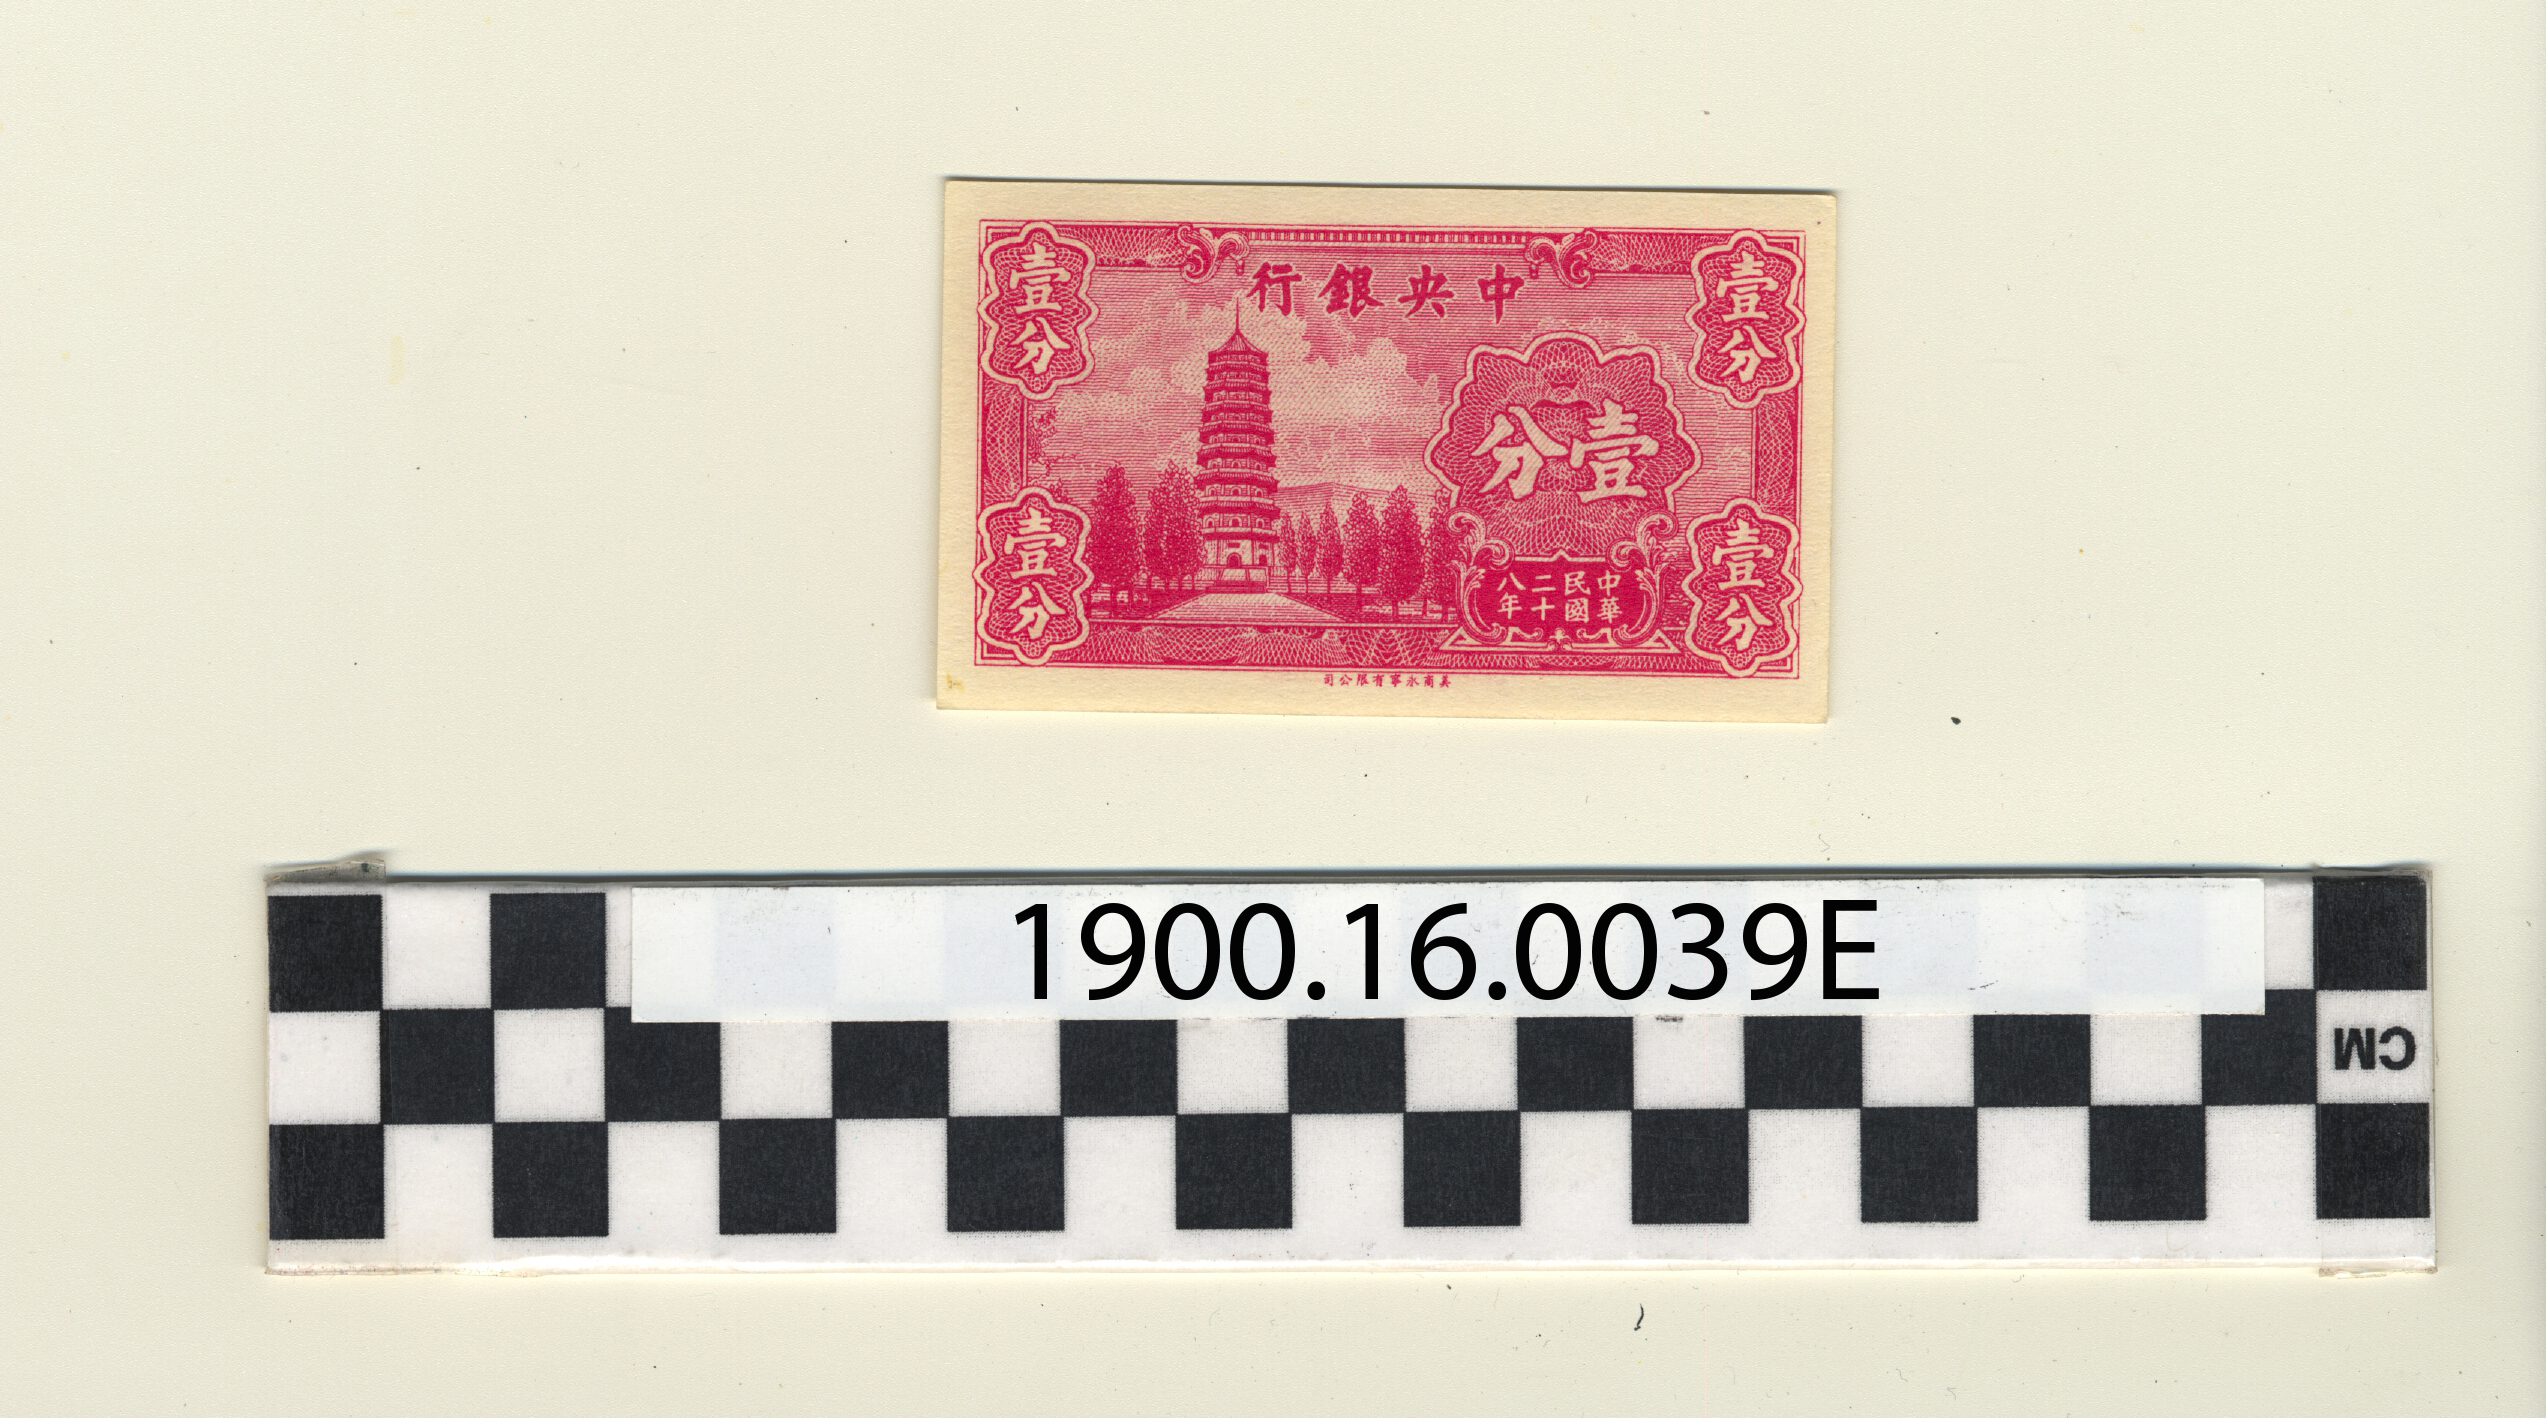 中央銀行
壹分
壹分
壹分
中華民國二十八年
壹分
壹分
美商永寧有限公司
1900.16.0039E
CM